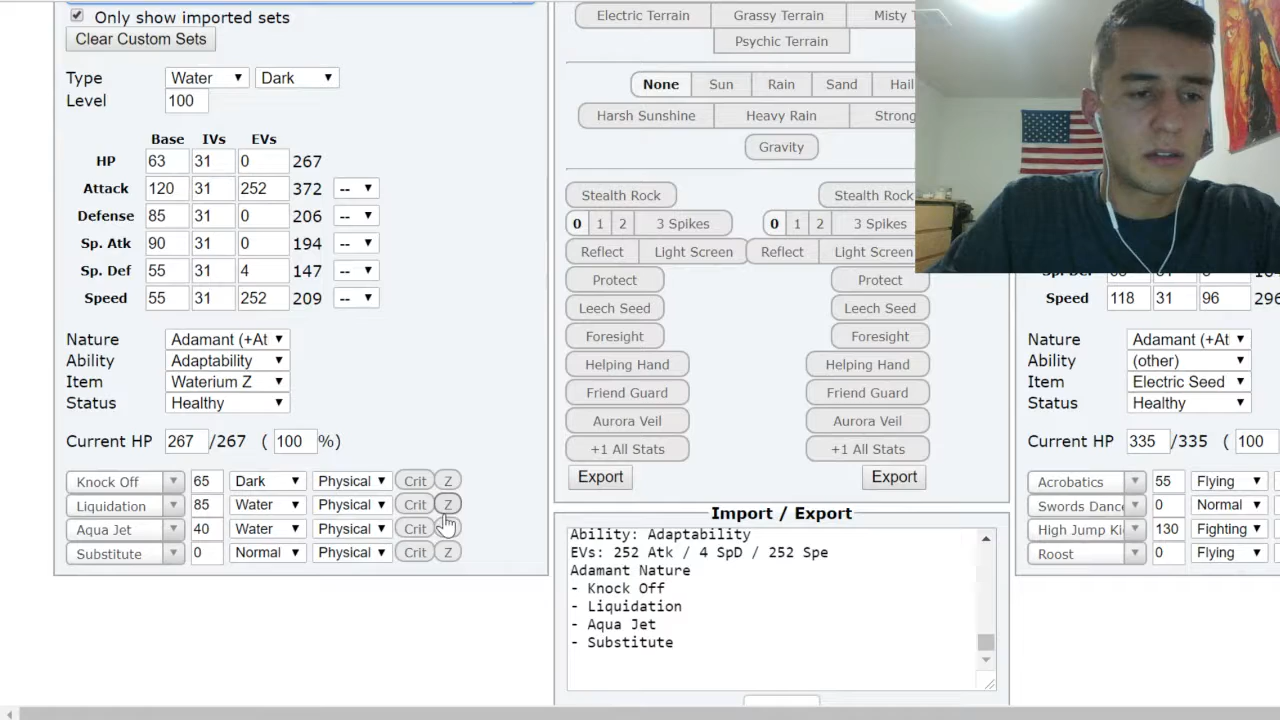 Only show imported sets
Clear Custom Sets
Type Water Dark
Level 100
Base IVs EVs
HP 63 31 0 267
Attack 120 31 252 372 --
Defense 85 31 0 206 --
Sp. Atk 90 31 0 194 --
Sp. Def 55 31 4 147 --
Speed 55 31 252 209 --
Nature Adamant (+At
Ability Adaptability
Item Waterium Z
Status Healthy
Current HP 267 /267 ( 100 %)
Knock Off 65 Dark Physical Crit Z
Liquidation 85 Water Physical Crit Z
Aqua Jet 40 Water Physical Crit
Substitute 0 Normal Physical Crit Z
Electric Terrain Grassy Terrain Misty
Psychic Terrain
None Sun Rain Sand Hail
Harsh Sunshine Heavy Rain Strong
Gravity
Stealth Rock Stealth Rock
0 1 2 3 Spikes 0 1 2 3 Spikes
Reflect Light Screen Reflect Light Screen
Protect Protect
Leech Seed Leech Seed
Foresight Foresight
Helping Hand Helping Hand
Friend Guard Friend Guard
Aurora Veil Aurora Veil
+1 All Stats +1 All Stats
Export Export
Import / Export
Ability: Adaptability
EVs: 252 Atk / 4 SpD / 252 Spe
Adamant Nature
- Knock Off
- Liquidation
- Aqua Jet
- Substitute
Speed 118 31 96 296
Nature Adamant (+At
Ability (other)
Item Electric Seed
Status Healthy
Current HP 335 /335 ( 100
Acrobatics 55 Flying
Swords Danc 0 Normal
High Jump Ki 130 Fighting
Roost 0 Flying